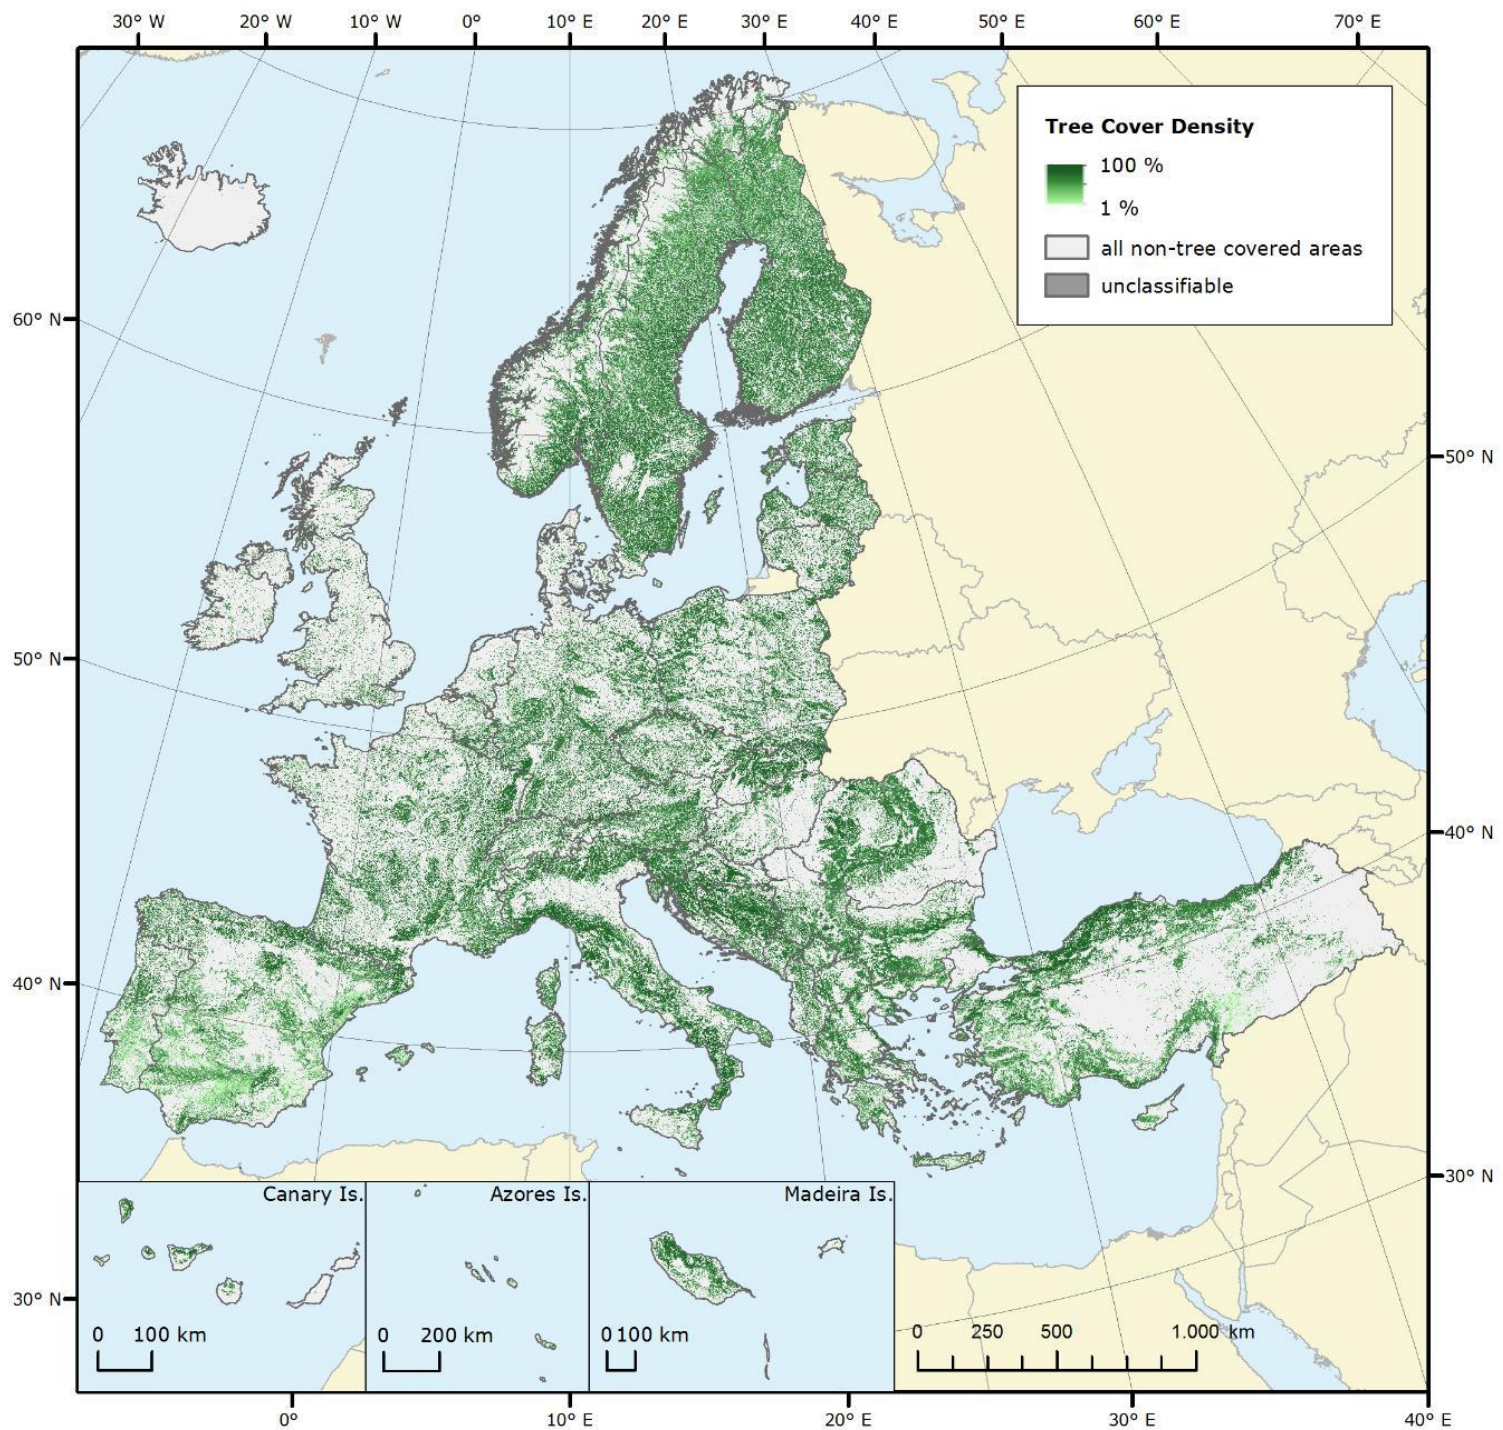 30° W 20° W 10° W 0° 10° E 20° E 30° E 40° E 50° E 60° E 70° E
Tree Cover Density
100 %
1 %
all non-tree covered areas
unclassifiable
60° N
50° N
50° N
40° N
40° N
30° N
30° N
Canary Is.
0 100 km
Azores Is.
0 200 km
Madeira Is.
0 100 km
0 250 500 1.000 km
0° 10° E 20° E 30° E 40° E